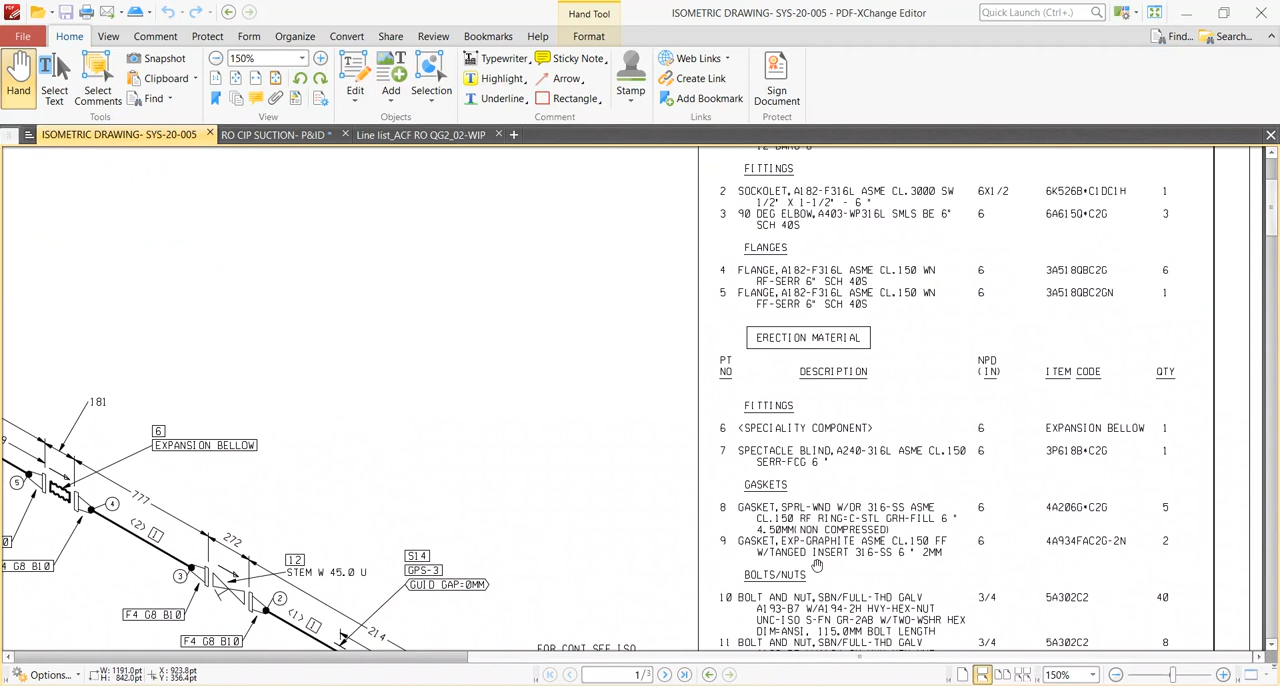 Hand Tool
ISOMETRIC DRAWING- SYS-20-005 - PDF-XChange Editor
Quick Launch (Ctrl+.)
File Home View Comment Protect Form Organize Convert Share Review Bookmarks Help Format
Find... Search...
Hand
Select Text
Select Comments
Snapshot
Clipboard
Find
Tools
150%
View
Edit
Add
Selection
Objects
Typewriter
Highlight
Underline
Sticky Note
Arrow
Rectangle
Stamp
Comment
Web Links
Create Link
Add Bookmark
Links
Sign Document
Protect
ISOMETRIC DRAWING- SYS-20-005
RO CIP SUCTION- P&ID *
Line list_ACF RO QG2_02-WIP
FITTINGS
2 SOCKOLET,A182-F316L ASME CL.3000 SW 6X1/2 6K526B*C1DC1H 1
1/2" X 1-1/2" - 6 "
3 90 DEG ELBOW,A403-WP316L SMLS BE 6" 6 6A615Q*C2G 3
SCH 40S
FLANGES
4 FLANGE,A182-F316L ASME CL.150 WN 6 3A518QBC2G 6
RF-SERR 6" SCH 40S
5 FLANGE,A182-F316L ASME CL.150 WN 6 3A518QBC2GN 1
FF-SERR 6" SCH 40S
ERECTION MATERIAL
PT NO DESCRIPTION NPD (IN) ITEM CODE QTY
FITTINGS
6 <SPECIALITY COMPONENT> 6 EXPANSION BELLOW 1
7 SPECTACLE BLIND,A240-316L ASME CL.150 6 3P618B*C2G 1
SERR-FCG 6 "
GASKETS
8 GASKET,SPRL-WND W/OR 316-SS ASME 6 4A206G*C2G 5
CL.150 RF RING:C-STL GRH-FILL 6 "
4.50MM(NON COMPRESSED)
9 GASKET,EXP-GRAPHITE ASME CL.150 FF 6 4A934FAC2G-2N 2
W/TANGED INSERT 316-SS 6 " 2MM
BOLTS/NUTS
10 BOLT AND NUT,SBN/FULL-THD GALV 3/4 5A302C2 40
A193-B7 W/A194-2H HVY-HEX-NUT
UNC-ISO S-FN GR-2AB W/TWO-WSHR HEX
DIM=ANSI, 115.0MM BOLT LENGTH
11 BOLT AND NUT,SBN/FULL-THD GALV 3/4 5A302C2 8
181
6
EXPANSION BELLOW
5
4
777
<2> 1
272
12
STEM W 45.0 U
3
2
F4 G8 B10
F4 G8 B10
G8 B10
<1> 1
S14
GPS-3
GUID GAP=0MM
214
FOR CONT SEE ISO
Options...
W: 1191.0pt
H: 842.0pt
X: 923.8pt
Y: 356.4pt
1/3
150%